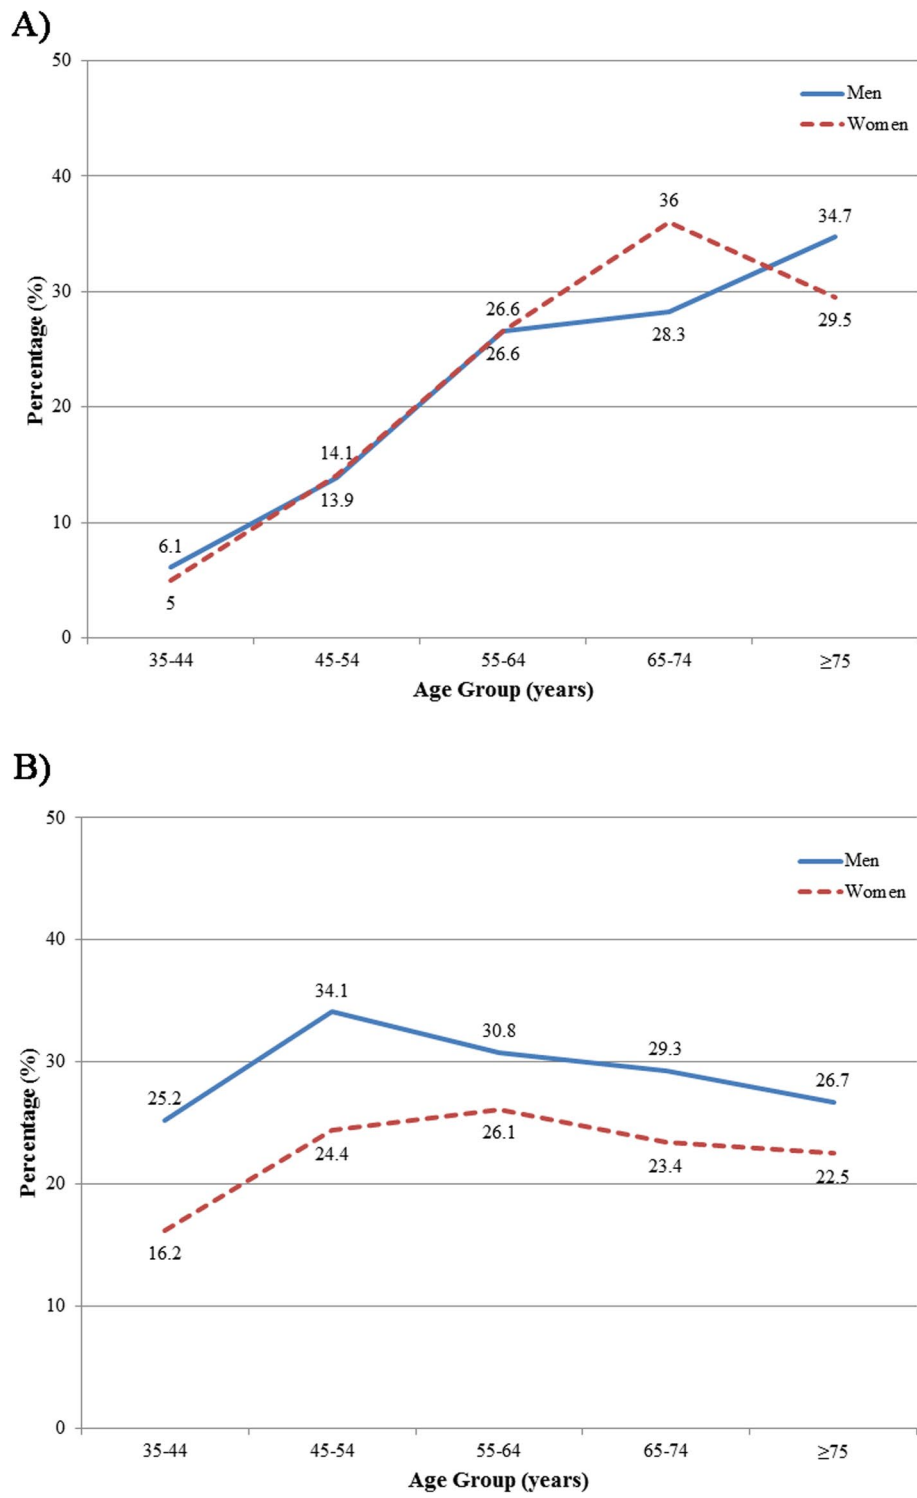 A)
50
Men
Women
40
36
34.7
30
26.6
29.5
28.3
26.6
20
14.1
13.9
10
6.1
5
0
Percentage (%)
35-44 45-54 55-64 65-74 ≥75
Age Group (years)
B)
50
Men
Women
40
34.1
30.8
30
29.3
26.7
25.2
26.1
24.4
23.4
22.5
20
16.2
10
0
Percentage (%)
35-44 45-54 55-64 65-74 ≥75
Age Group (years)